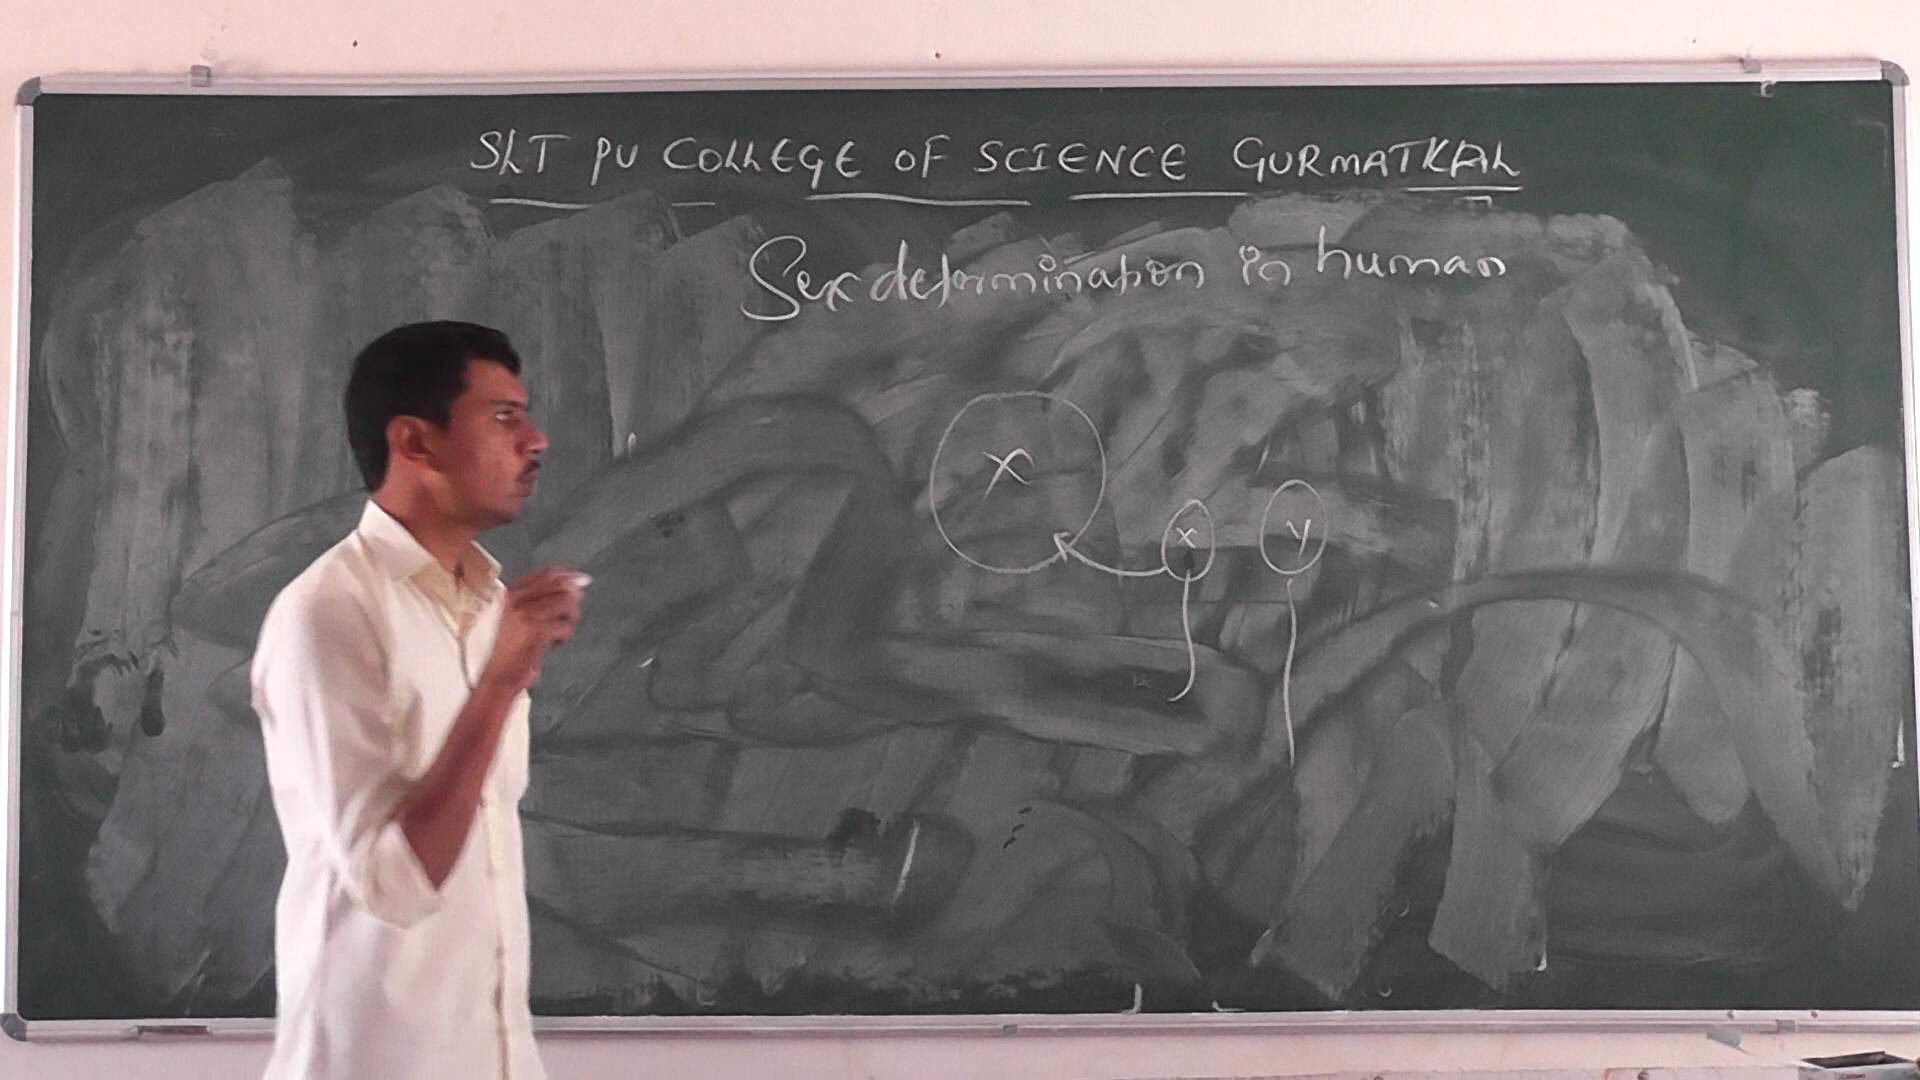 SLT PU COLLEGE OF SCIENCE GURMATKAL
Sex determination in human
X
X Y